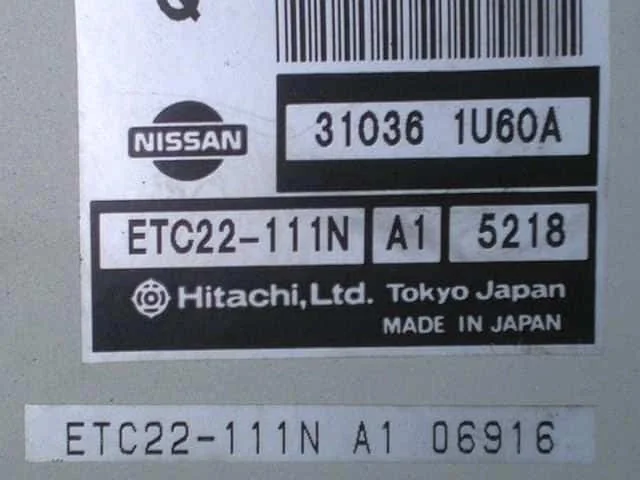 Q
NISSAN
31036 1U60A
ETC22-111N A1 5218
Hitachi,Ltd. Tokyo Japan
MADE IN JAPAN
ETC22-111N A1 06916